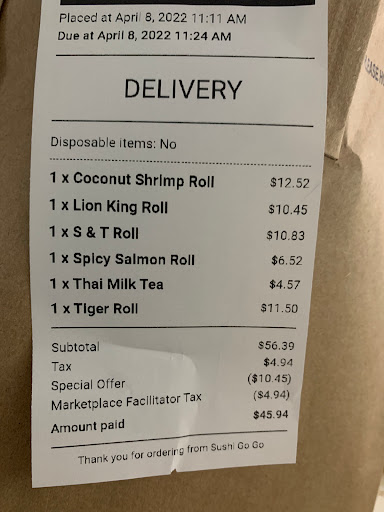 Placed at April 8, 2022 11:11 AM
Due at April 8, 2022 11:24 AM
DELIVERY
Disposable items: No
1 x Coconut Shrimp Roll $12.52
1 x Lion King Roll $10.45
1 x S & T Roll $10.83
1 x Spicy Salmon Roll $6.52
1 x Thai Milk Tea $4.57
1 x Tiger Roll $11.50
Subtotal $56.39
Tax $4.94
Special Offer ($10.45)
Marketplace Facilitator Tax ($4.94)
Amount paid $45.94
Thank you for ordering from Sushi Go Go